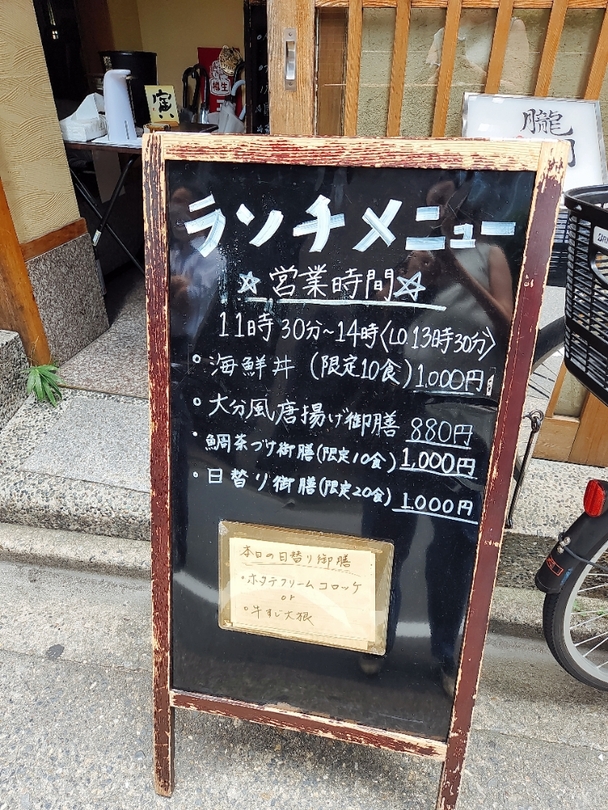 寅
朧
ランチメニュー
☆営業時間☆
11時30分~14時〈LO.13時30分〉
・海鮮丼 (限定10食) 1,000円
・大分風唐揚げ御膳 880円
・鯛茶づけ御膳(限定10食) 1,000円
・日替り御膳(限定20食) 1,000円
本日の日替り御膳
・ホタテクリームコロッケ
or
・牛すじ大根